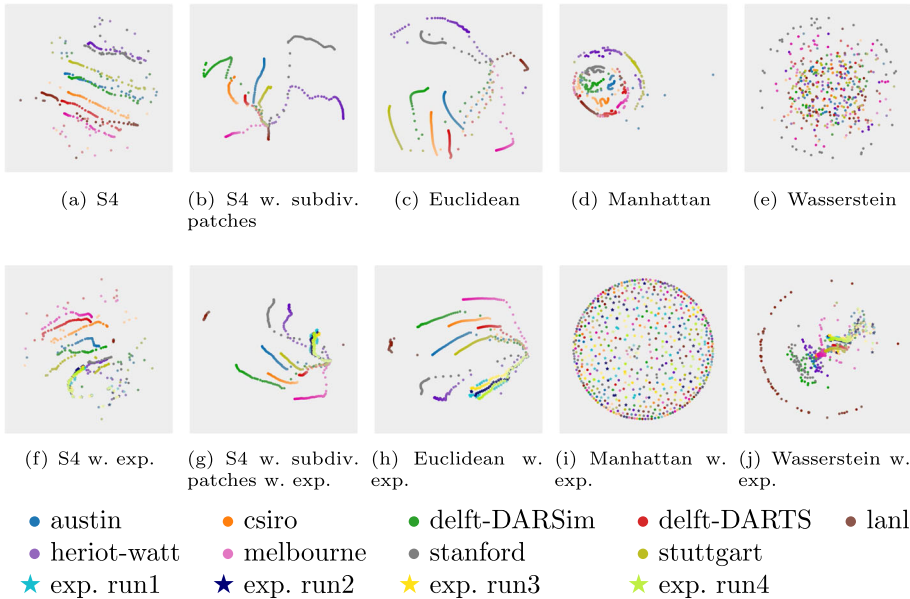 (a) S4
(b) S4 w. subdiv. patches
(c) Euclidean
(d) Manhattan
(e) Wasserstein
(f) S4 w. exp.
(g) S4 w. subdiv. patches w. exp.
(h) Euclidean w. exp.
(i) Manhattan w. exp.
(j) Wasserstein w. exp.
austin csiro delft-DARSim delft-DARTS lanl
heriot-watt melbourne stanford stuttgart
exp. run1 exp. run2 exp. run3 exp. run4